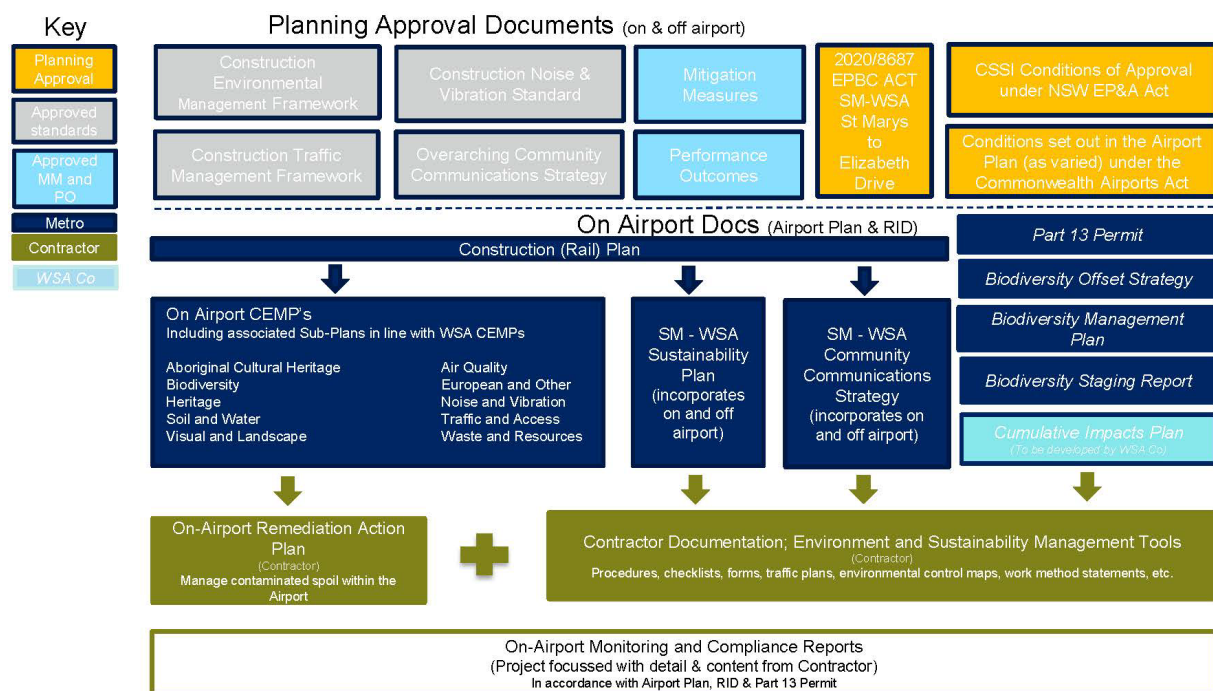 Key
Planning
Approval
Approved
standards
Approved
MM and
PO
Metro
Contractor
WSA Co
Planning Approval Documents (on & off airport)
Construction
Environmental
Management Framework
Construction Noise &
Vibration Standard
Mitigation
Measures
2020/8687
EPBC ACT
SM-WSA
St Marys
to
Elizabeth
Drive
CSSI Conditions of Approval
under NSW EP&A Act
Construction Traffic
Management Framework
Overarching Community
Communications Strategy
Performance
Outcomes
Conditions set out in the Airport
Plan (as varied) under the
Commonwealth Airports Act
On Airport Docs (Airport Plan & RID)
Construction (Rail) Plan
On Airport CEMP's
Including associated Sub-Plans in line with WSA CEMPs
Aboriginal Cultural Heritage
Biodiversity
Heritage
Soil and Water
Visual and Landscape
Air Quality
European and Other
Noise and Vibration
Traffic and Access
Waste and Resources
SM - WSA
Sustainability
Plan
(incorporates
on and off
airport)
SM - WSA
Community
Communications
Strategy
(incorporates on
and off airport)
Part 13 Permit
Biodiversity Offset Strategy
Biodiversity Management
Plan
Biodiversity Staging Report
Cumulative Impacts Plan
(To be developed by WSA Co)
On-Airport Remediation Action
Plan
(Contractor)
Manage contaminated spoil within the
Airport
Contractor Documentation; Environment and Sustainability Management Tools
(Contractor)
Procedures, checklists, forms, traffic plans, environmental control maps, work method statements, etc.
On-Airport Monitoring and Compliance Reports
(Project focussed with detail & content from Contractor)
In accordance with Airport Plan, RID & Part 13 Permit